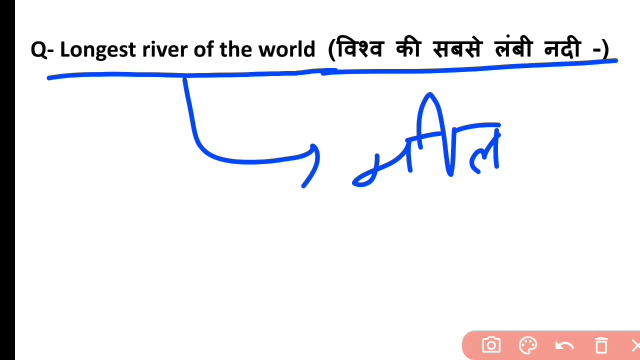 Q- Longest river of the world (विश्व की सबसे लंबी नदी -)
नील